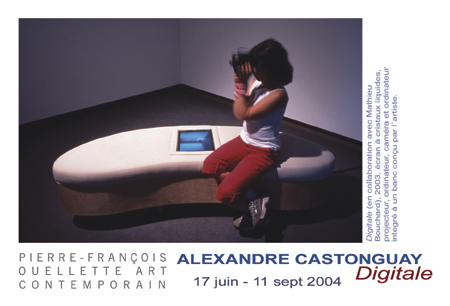 Digitale (en collaboration avec Mathieu
Bouchard), 2003, écran à cristaux liquides,
projecteur, ordinateur, caméra et ordinateur
integré à un banc conçu par l'artiste.
PIERRE-FRANÇOIS
OUELLETTE ART
CONTEMPORAIN
ALEXANDRE CASTONGUAY
Digitale
17 juin - 11 sept 2004